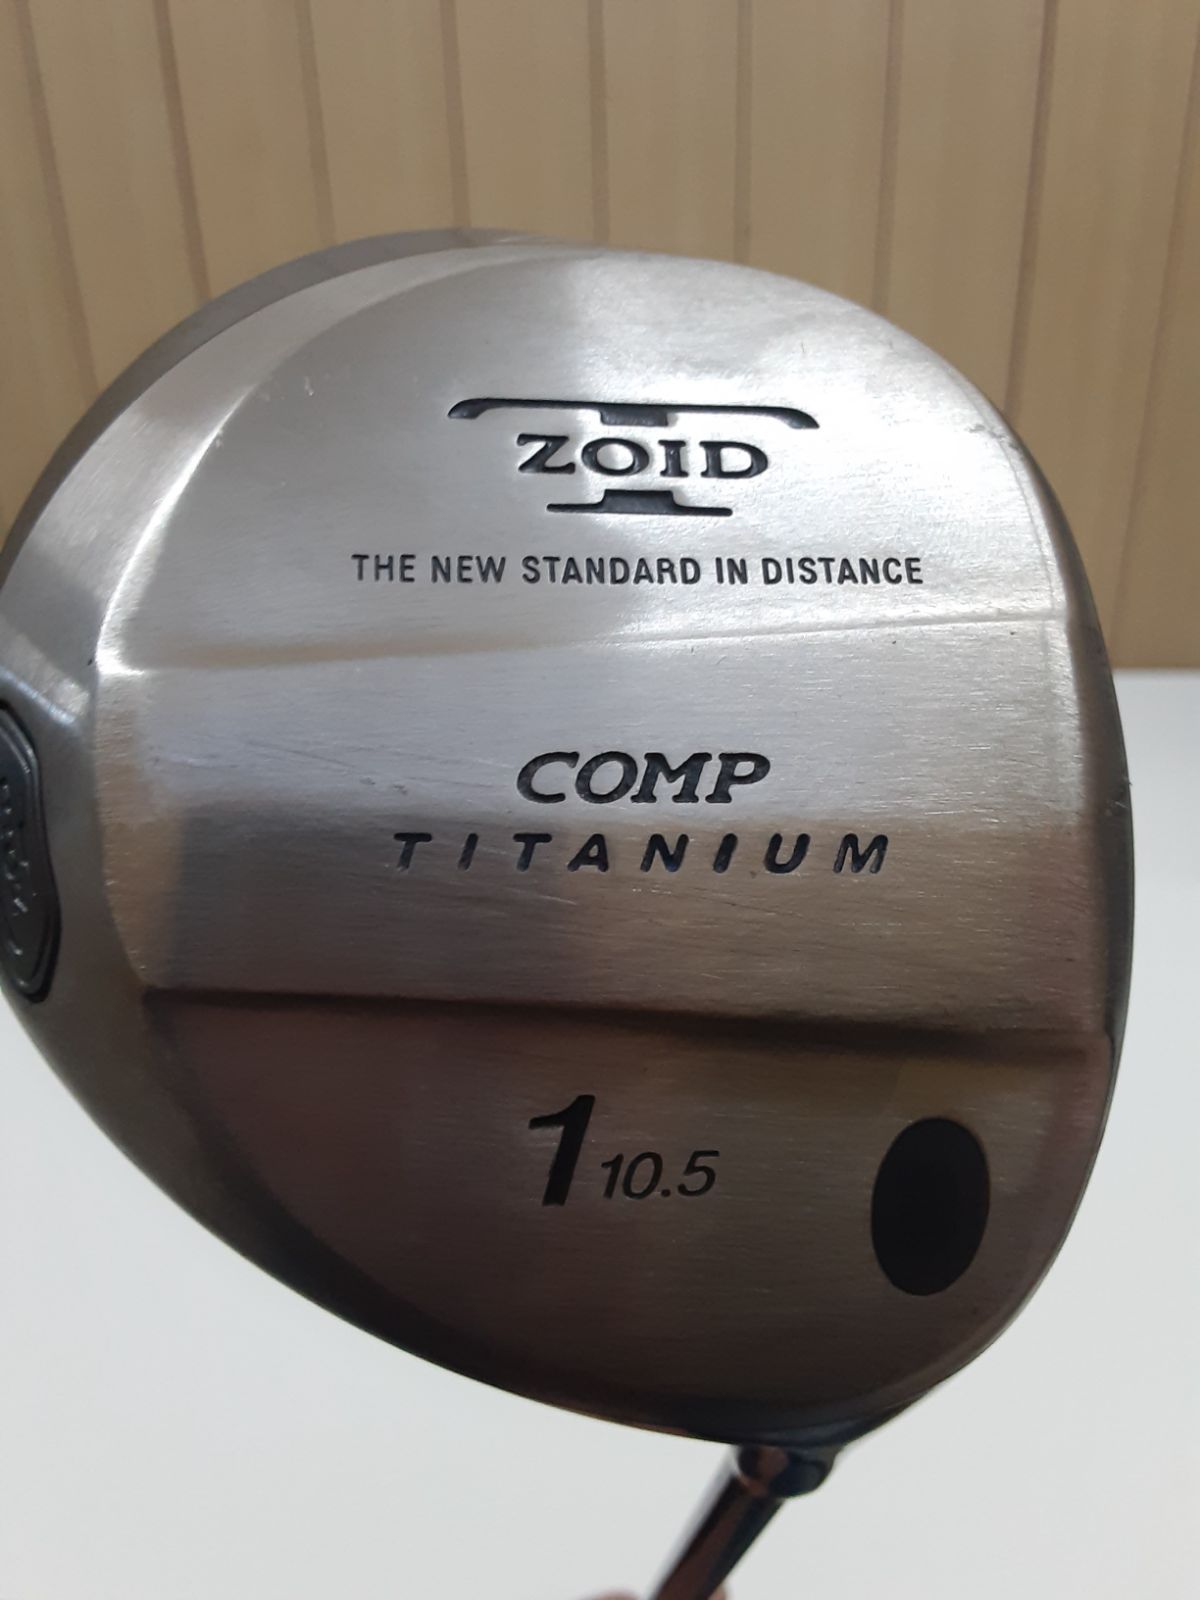 ZOID
THE NEW STANDARD IN DISTANCE
COMP
TITANIUM
1 10.5